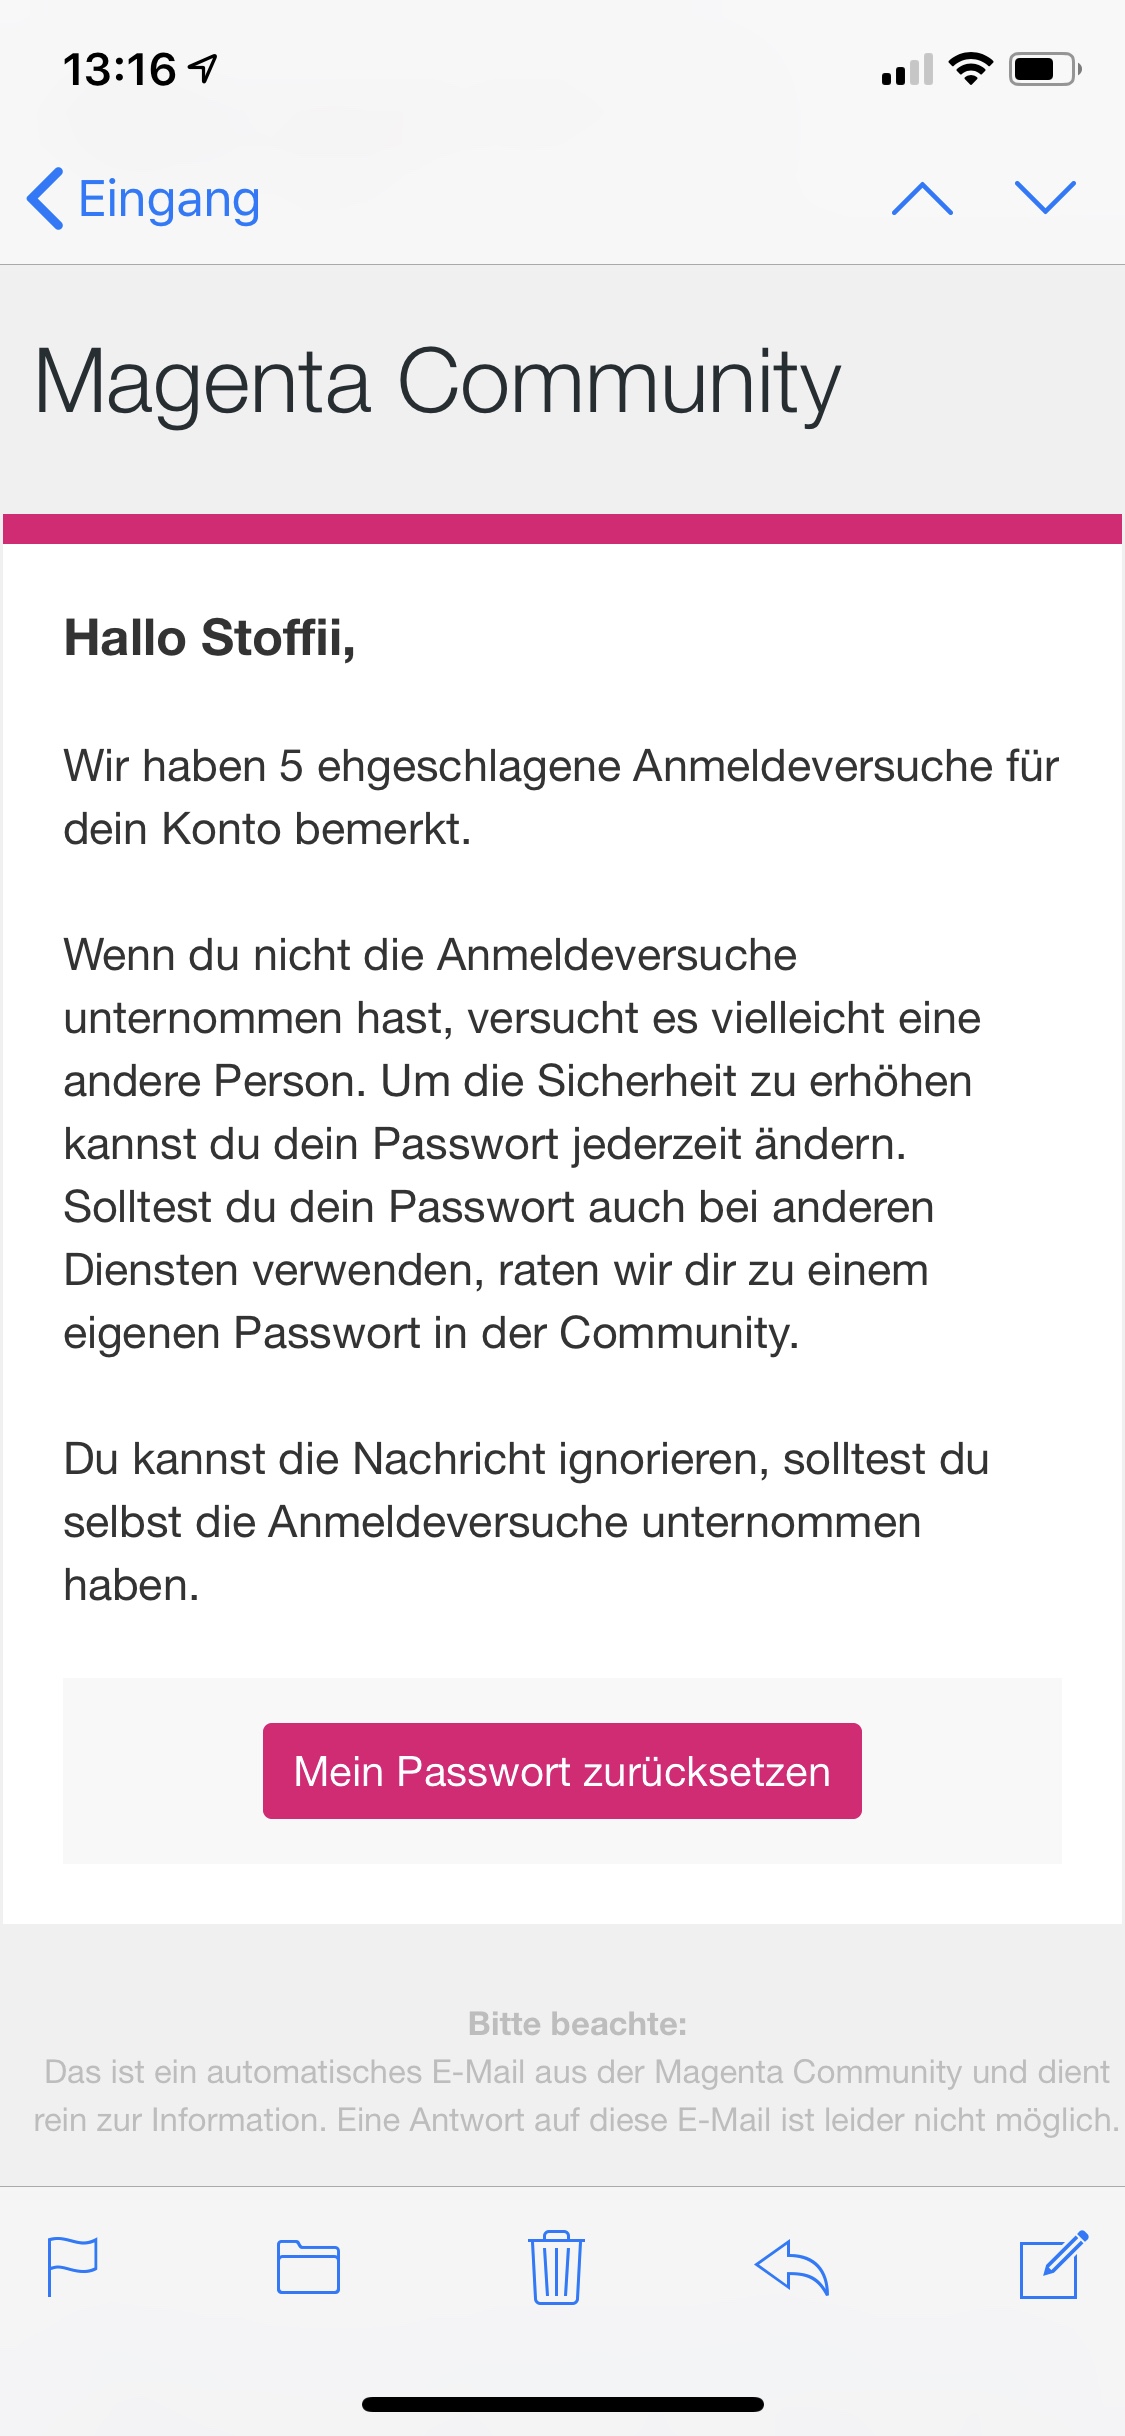 13:16
Eingang
Magenta Community
Hallo Stoffii,
Wir haben 5 ehgeschlagene Anmeldeversuche für
dein Konto bemerkt.
Wenn du nicht die Anmeldeversuche
unternommen hast, versucht es vielleicht eine
andere Person. Um die Sicherheit zu erhöhen
kannst du dein Passwort jederzeit ändern.
Solltest du dein Passwort auch bei anderen
Diensten verwenden, raten wir dir zu einem
eigenen Passwort in der Community.
Du kannst die Nachricht ignorieren, solltest du
selbst die Anmeldeversuche unternommen
haben.
Mein Passwort zurücksetzen
Bitte beachte:
Das ist ein automatisches E-Mail aus der Magenta Community und dient
rein zur Information. Eine Antwort auf diese E-Mail ist leider nicht möglich.